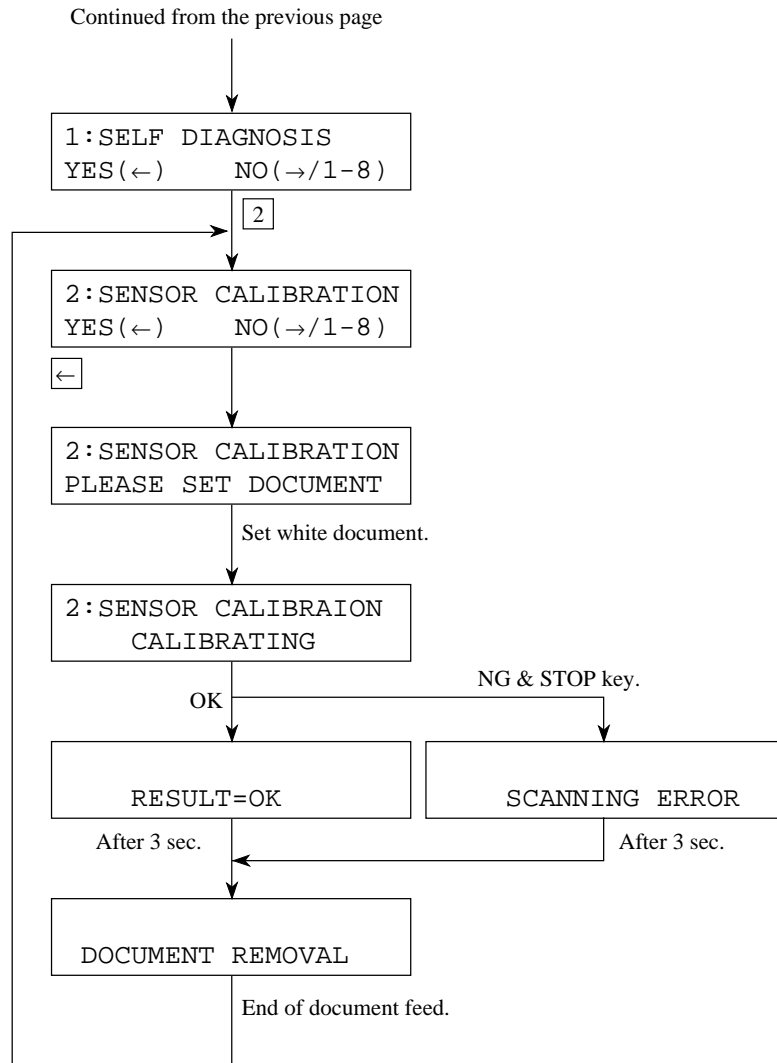 Continued from the previous page
1:SELF DIAGNOSIS
YES(←) NO(→/1-8)
2
2:SENSOR CALIBRATION
YES(←) NO(→/1-8)
←
2:SENSOR CALIBRATION
PLEASE SET DOCUMENT
Set white document.
2:SENSOR CALIBRAION
CALIBRATING
NG & STOP key.
OK
RESULT=OK
SCANNING ERROR
After 3 sec.
After 3 sec.
DOCUMENT REMOVAL
End of document feed.